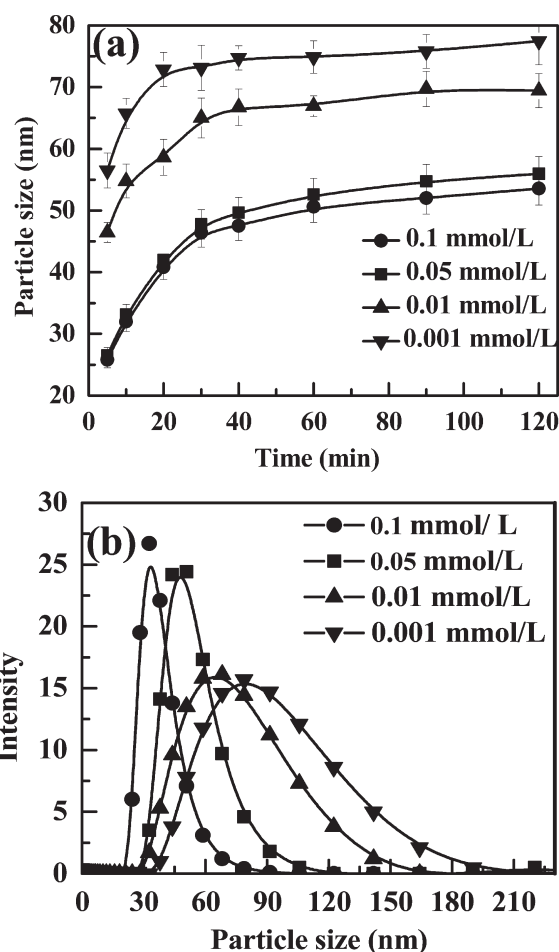 (a)
Particle size (nm)
80
70
60
50
40
30
20
0.1 mmol/L
0.05 mmol/L
0.01 mmol/L
0.001 mmol/L
0 20 40 60 80 100 120
Time (min)
(b)
Intensity
30
25
20
15
10
5
0
0.1 mmol/ L
0.05 mmol/L
0.01 mmol/L
0.001 mmol/L
0 30 60 90 120 150 180 210
Particle size (nm)